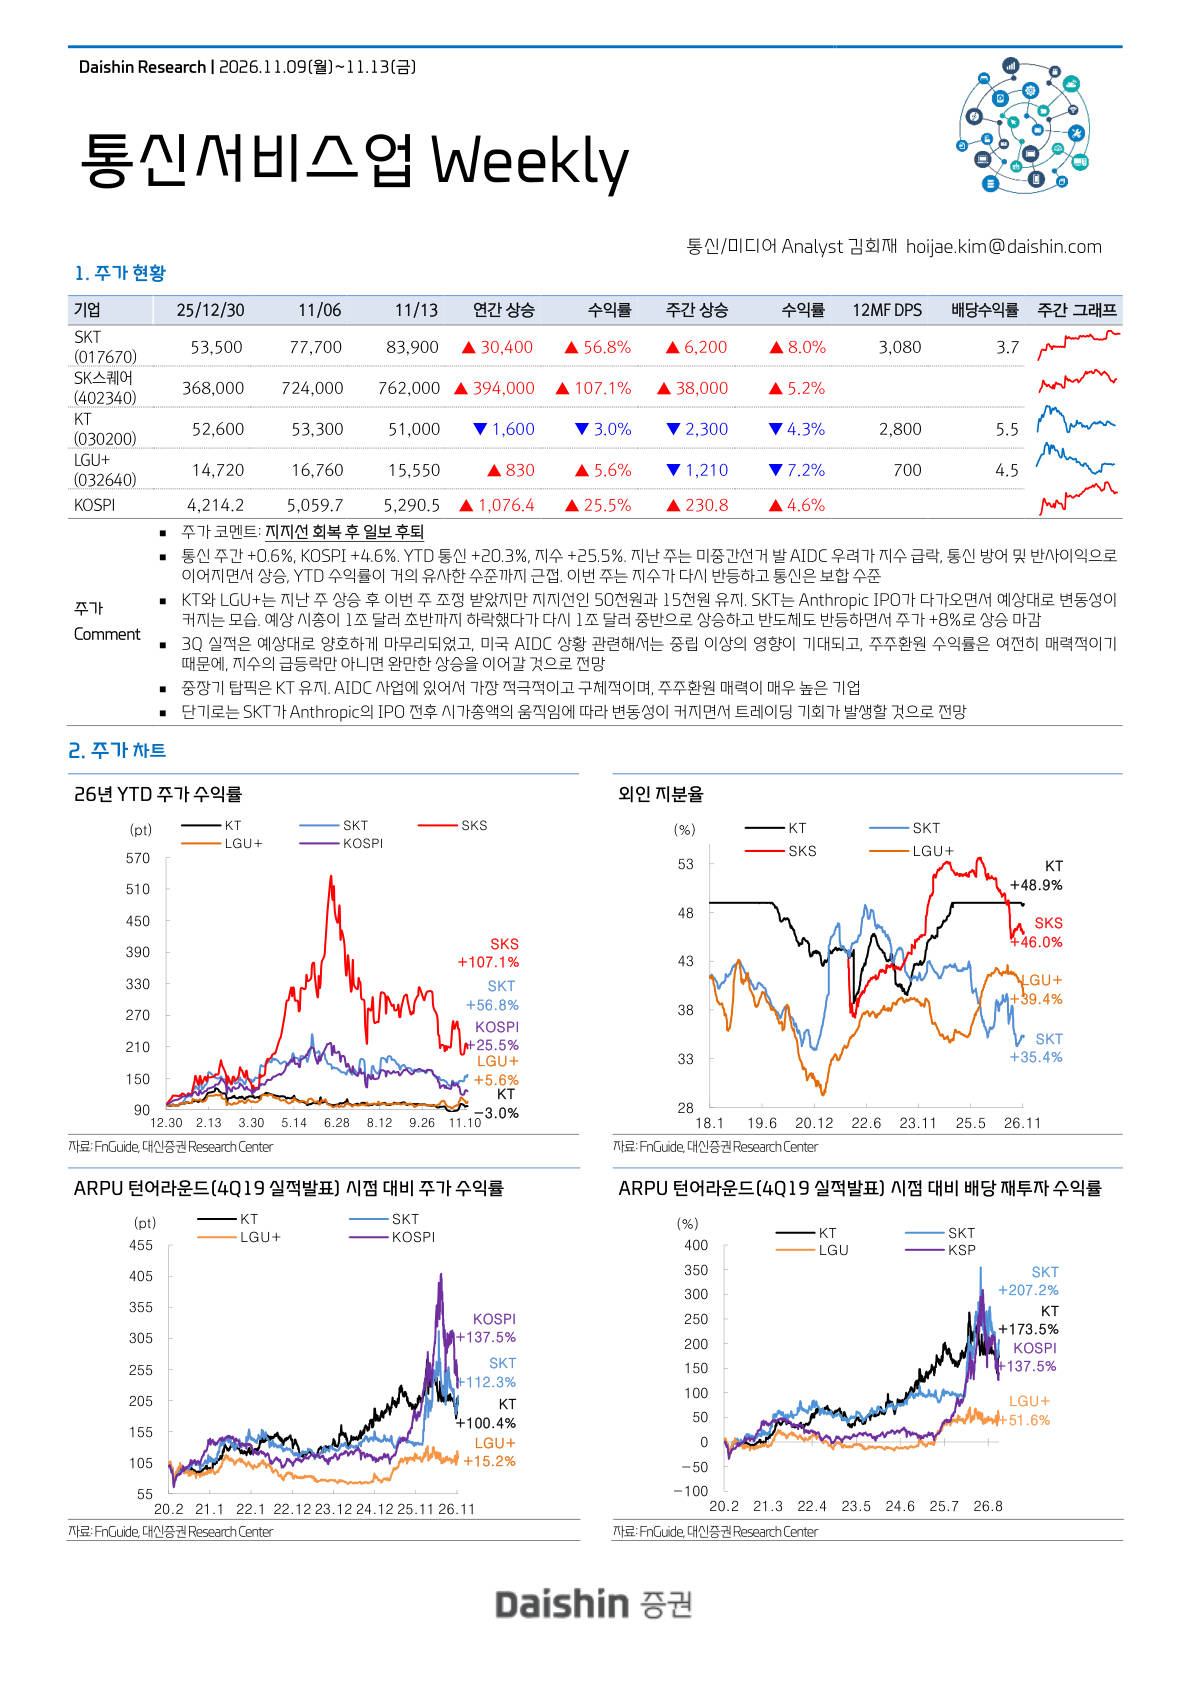 Daishin Research | 2026.11.09(월)~11.13(금)
통신서비스업 Weekly
통신/미디어 Analyst 김회재 hoijae.kim@daishin.com
1. 주가 현황
기업 25/12/30 11/06 11/13 연간 상승 수익률 주간 상승 수익률 12MF DPS 배당수익률 주간 그래프
SKT
(017670) 53,500 77,700 83,900 ▲ 30,400 ▲ 56.8% ▲ 6,200 ▲ 8.0% 3,080 3.7
SK스퀘어
(402340) 368,000 724,000 762,000 ▲ 394,000 ▲ 107.1% ▲ 38,000 ▲ 5.2%
KT
(030200) 52,600 53,300 51,000 ▼ 1,600 ▼ 3.0% ▼ 2,300 ▼ 4.3% 2,800 5.5
LGU+
(032640) 14,720 16,760 15,550 ▲ 830 ▲ 5.6% ▼ 1,210 ▼ 7.2% 700 4.5
KOSPI 4,214.2 5,059.7 5,290.5 ▲ 1,076.4 ▲ 25.5% ▲ 230.8 ▲ 4.6%
주가
Comment
■ 주가 코멘트: 지지선 회복 후 일보 후퇴
■ 통신 주간 +0.6%, KOSPI +4.6%. YTD 통신 +20.3%, 지수 +25.5%. 지난 주는 미중간선거 발 AIDC 우려가 지수 급락, 통신 방어 및 반사이익으로
이어지면서 상승, YTD 수익률이 거의 유사한 수준까지 근접. 이번 주는 지수가 다시 반등하고 통신은 보합 수준
■ KT와 LGU+는 지난 주 상승 후 이번 주 조정 받았지만 지지선인 50천원과 15천원 유지. SKT는 Anthropic IPO가 다가오면서 예상대로 변동성이
커지는 모습. 예상 시총이 1조 달러 초반까지 하락했다가 다시 1조 달러 중반으로 상승하고 반도체도 반등하면서 주가 +8%로 상승 마감
■ 3Q 실적은 예상대로 양호하게 마무리되었고, 미국 AIDC 상황 관련해서는 중립 이상의 영향이 기대되고, 주주환원 수익률은 여전히 매력적이기
때문에, 지수의 급등락만 아니면 완만한 상승을 이어갈 것으로 전망
■ 중장기 탑픽은 KT 유지. AIDC 사업에 있어서 가장 적극적이고 구체적이며, 주주환원 매력이 매우 높은 기업
■ 단기로는 SKT가 Anthropic의 IPO 전후 시가총액의 움직임에 따라 변동성이 커지면서 트레이딩 기회가 발생할 것으로 전망
2. 주가 차트
26년 YTD 주가 수익률
(pt)
KT SKT SKS
LGU+ KOSPI
570
510
450
390
330
270
210
150
90
SKS
+107.1%
SKT
+56.8%
KOSPI
+25.5%
LGU+
+5.6%
KT
−3.0%
12.30 2.13 3.30 5.14 6.28 8.12 9.26 11.10
자료: FnGuide, 대신증권 Research Center
외인 지분율
(%)
KT SKT
SKS LGU+
53
48
43
38
33
28
KT
+48.9%
SKS
+46.0%
LGU+
+39.4%
SKT
+35.4%
18.1 19.6 20.12 22.6 23.11 25.5 26.11
자료: FnGuide, 대신증권 Research Center
ARPU 턴어라운드(4Q19 실적발표) 시점 대비 주가 수익률
(pt)
KT SKT
LGU+ KOSPI
455
405
355
305
255
205
155
105
55
KOSPI
+137.5%
SKT
+112.3%
KT
+100.4%
LGU+
+15.2%
20.2 21.1 22.1 22.12 23.12 24.12 25.11 26.11
자료: FnGuide, 대신증권 Research Center
ARPU 턴어라운드(4Q19 실적발표) 시점 대비 배당 재투자 수익률
(%)
KT SKT
LGU KSP
400
350
300
250
200
150
100
50
0
−50
−100
SKT
+207.2%
KT
+173.5%
KOSPI
+137.5%
LGU+
+51.6%
20.2 21.3 22.4 23.5 24.6 25.7 26.8
자료: FnGuide, 대신증권 Research Center
Daishin 증권